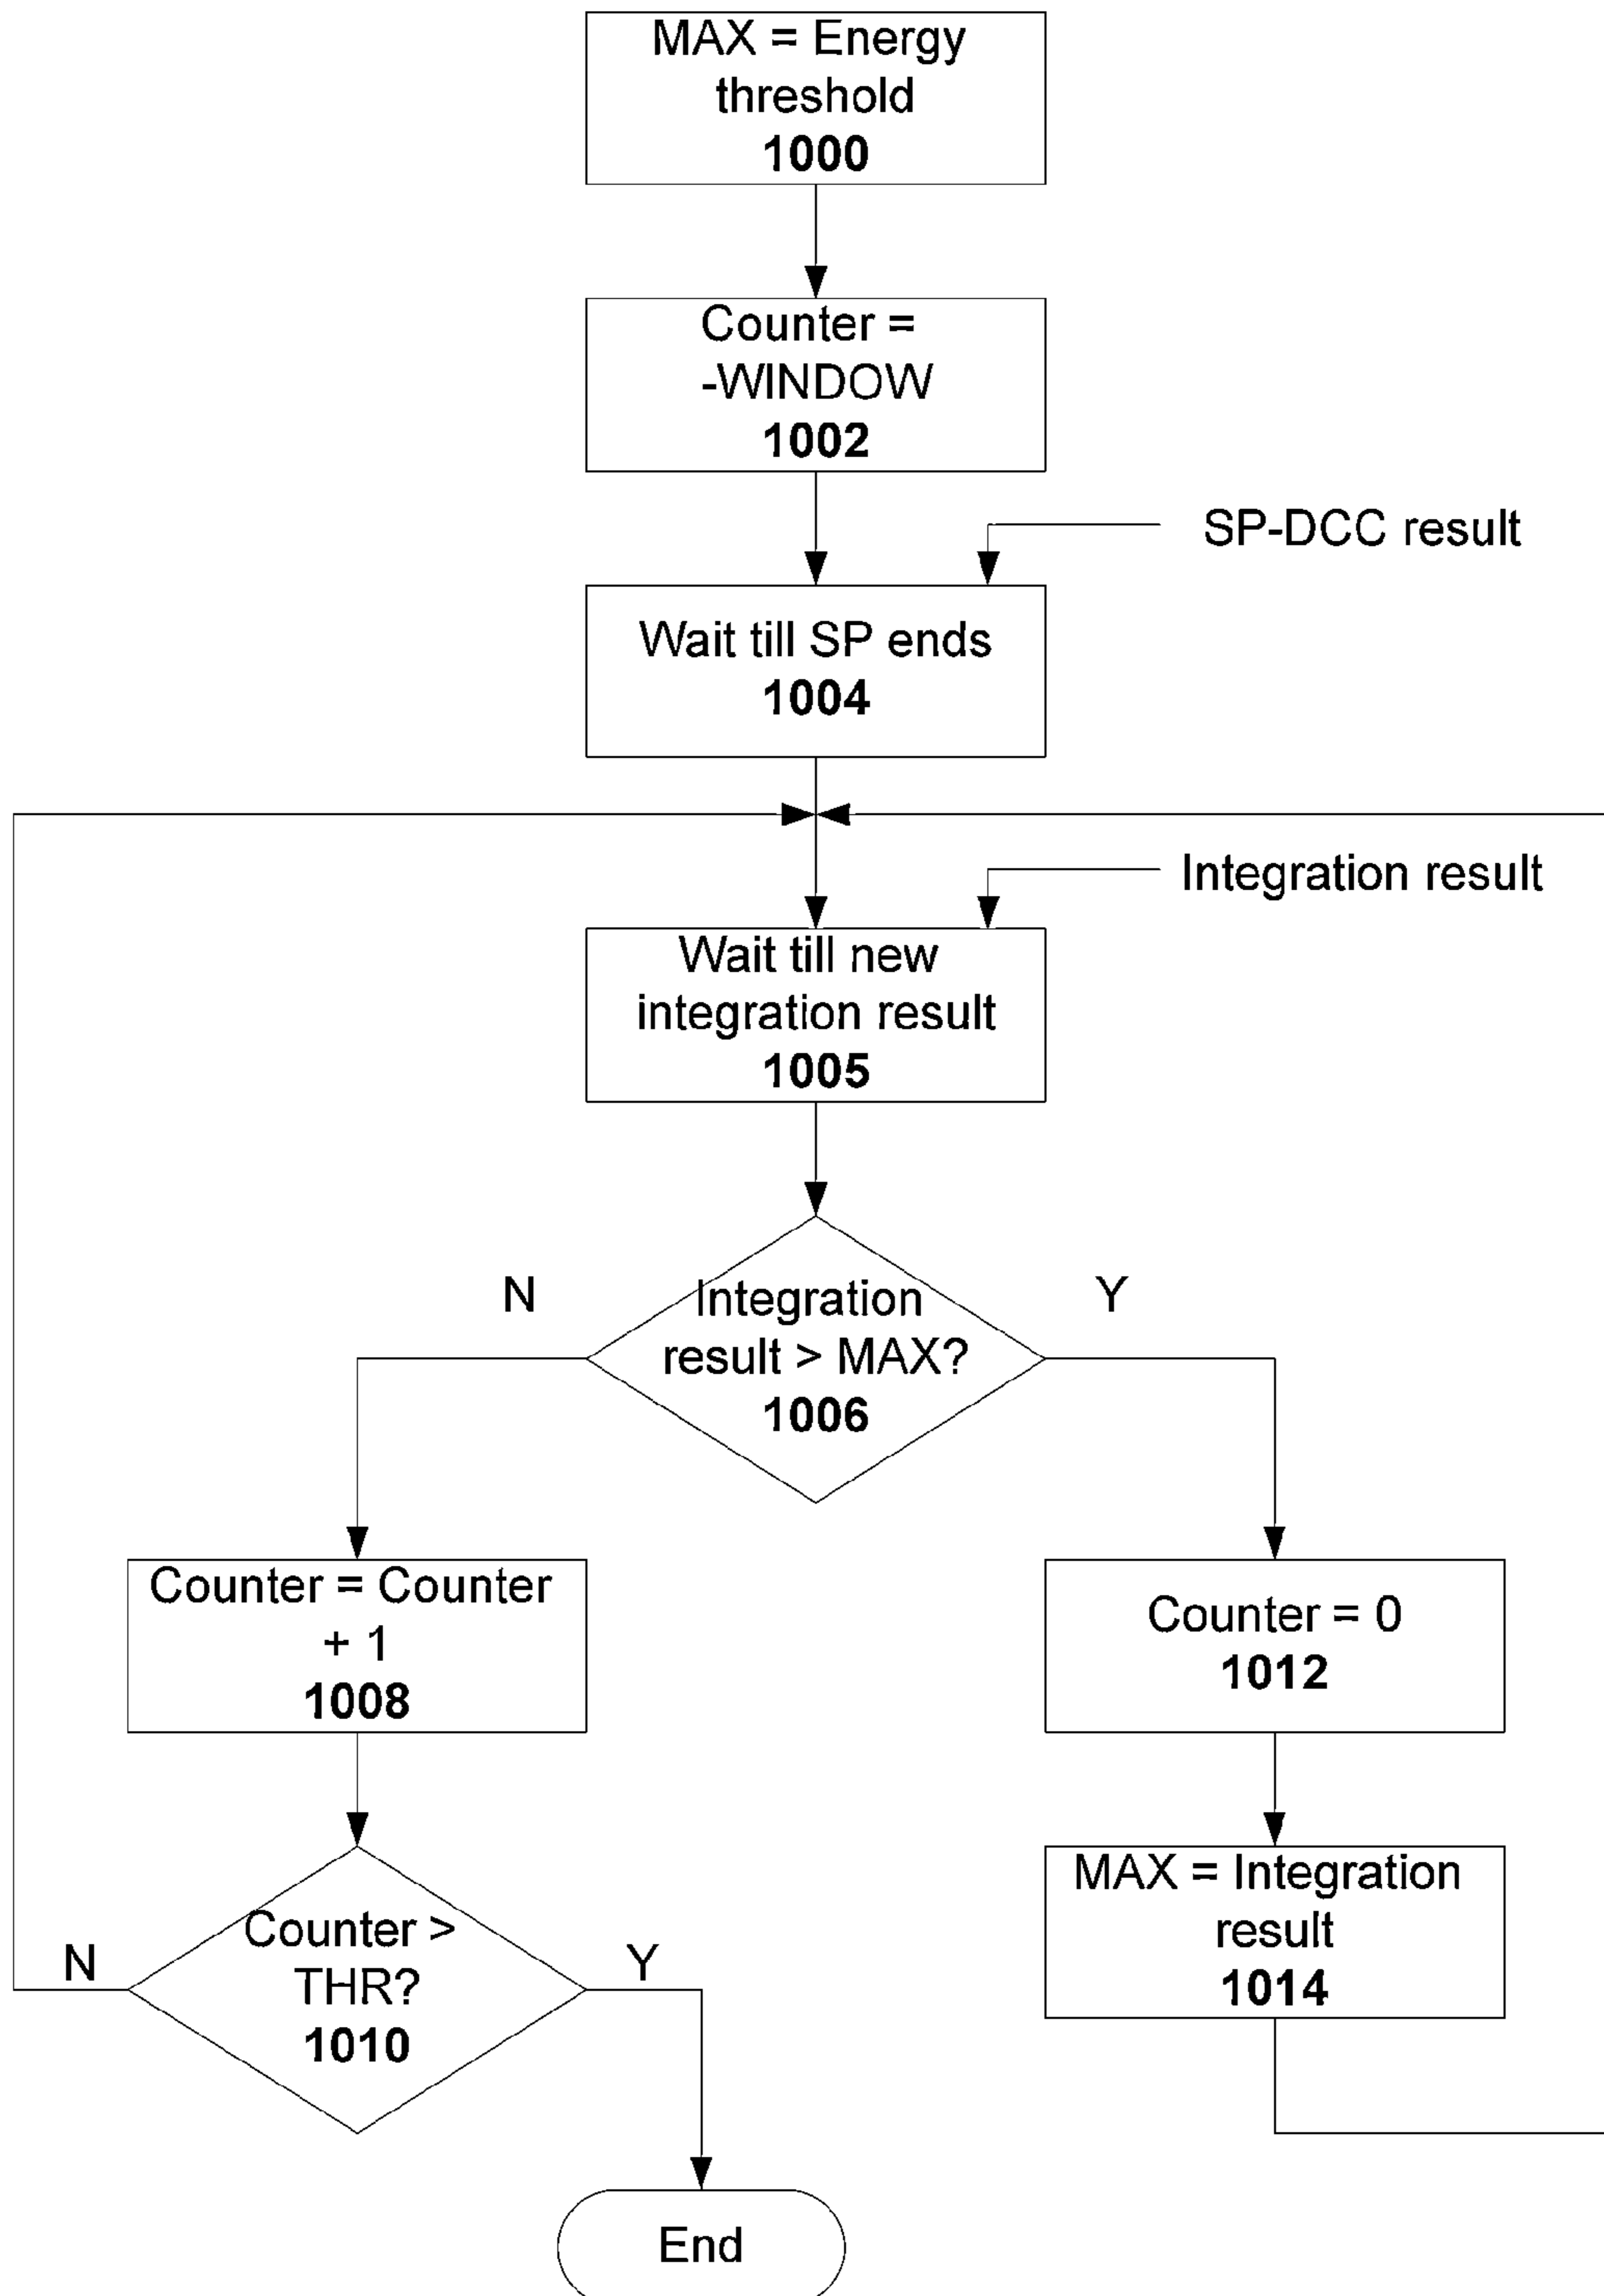 MAX = Energy
threshold
1000
Counter =
-WINDOW
1002
SP-DCC result
Wait till SP ends
1004
Integration result
Wait till new
integration result
1005
N
Y
Integration
result > MAX?
1006
Counter = Counter
+ 1
1008
Counter = 0
1012
MAX = Integration
result
1014
N
Y
Counter >
THR?
1010
End